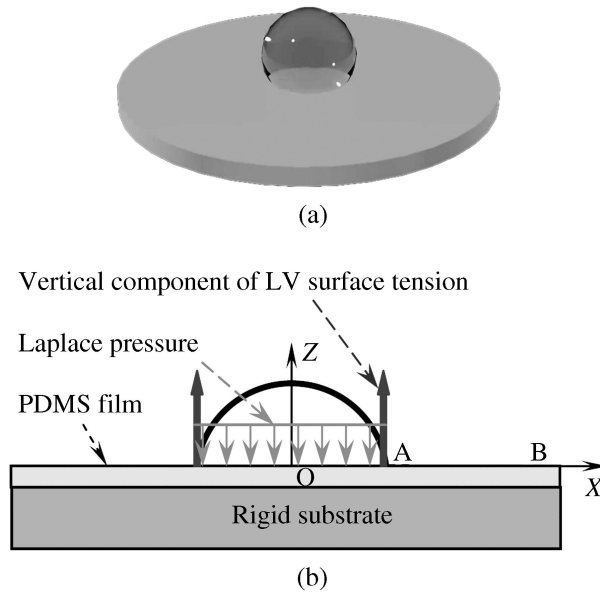 (a)
Vertical component of LV surface tension
Laplace pressure
Z
PDMS film
A
B
O
X
Rigid substrate
(b)